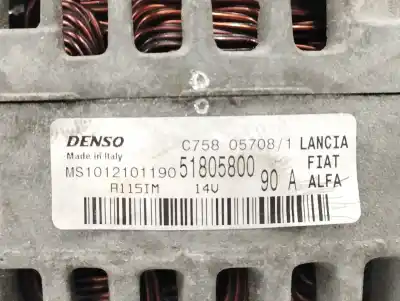 DENSO C758 05708/1 LANCIA
Made in Italy FIAT
MS1012101190 51805800 90 A ALFA
A115IM 14V